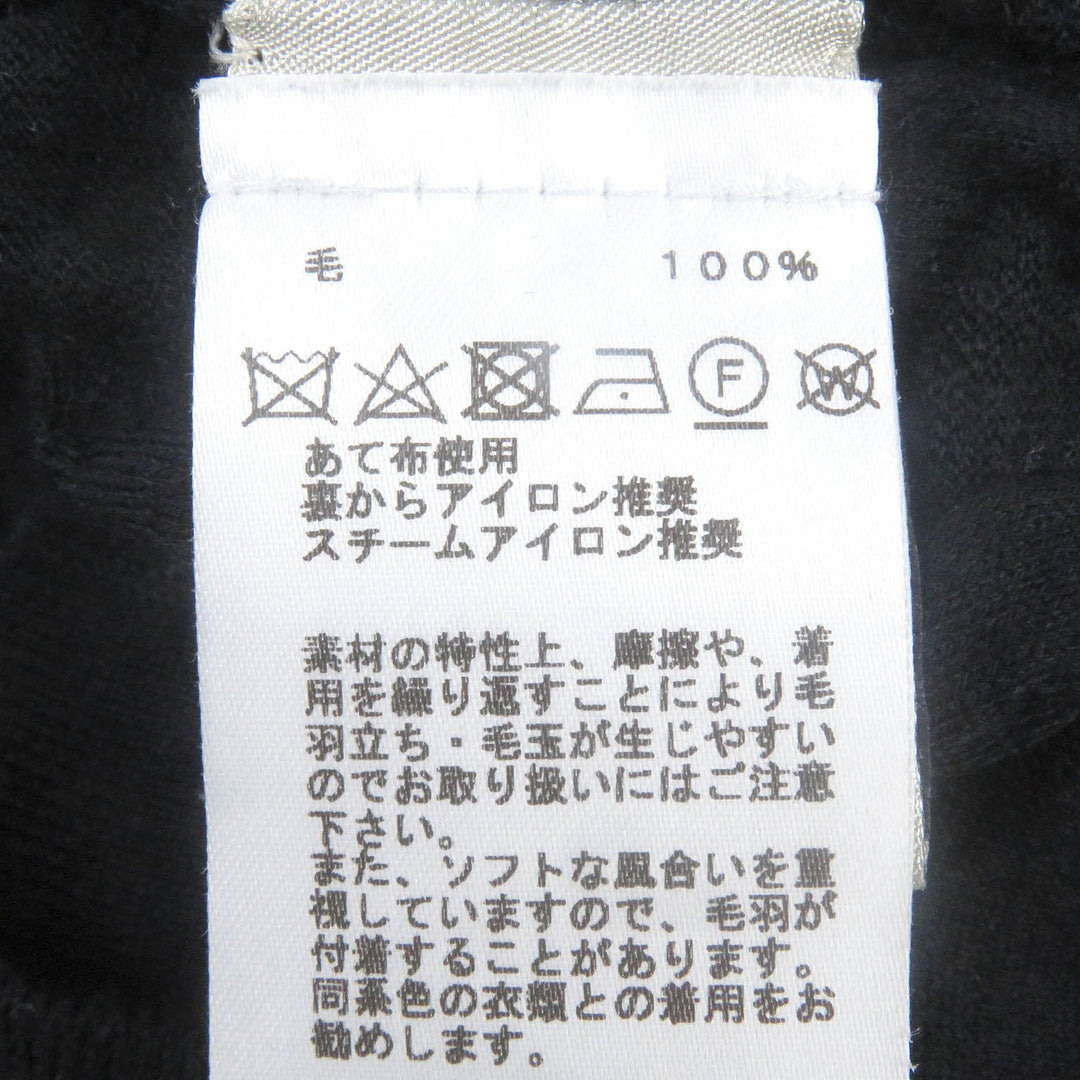 毛 100%
F W
あて布使用
裏からアイロン推奨
スチームアイロン推奨
素材の特性上、摩擦や、着
用を繰り返すことにより毛
羽立ち・毛玉が生じやすい
のでお取り扱いにはご注意
下さい。
また、ソフトな風合いを重
視していますので、毛羽が
付着することがあります。
同系色の衣類との着用をお
勧めします。